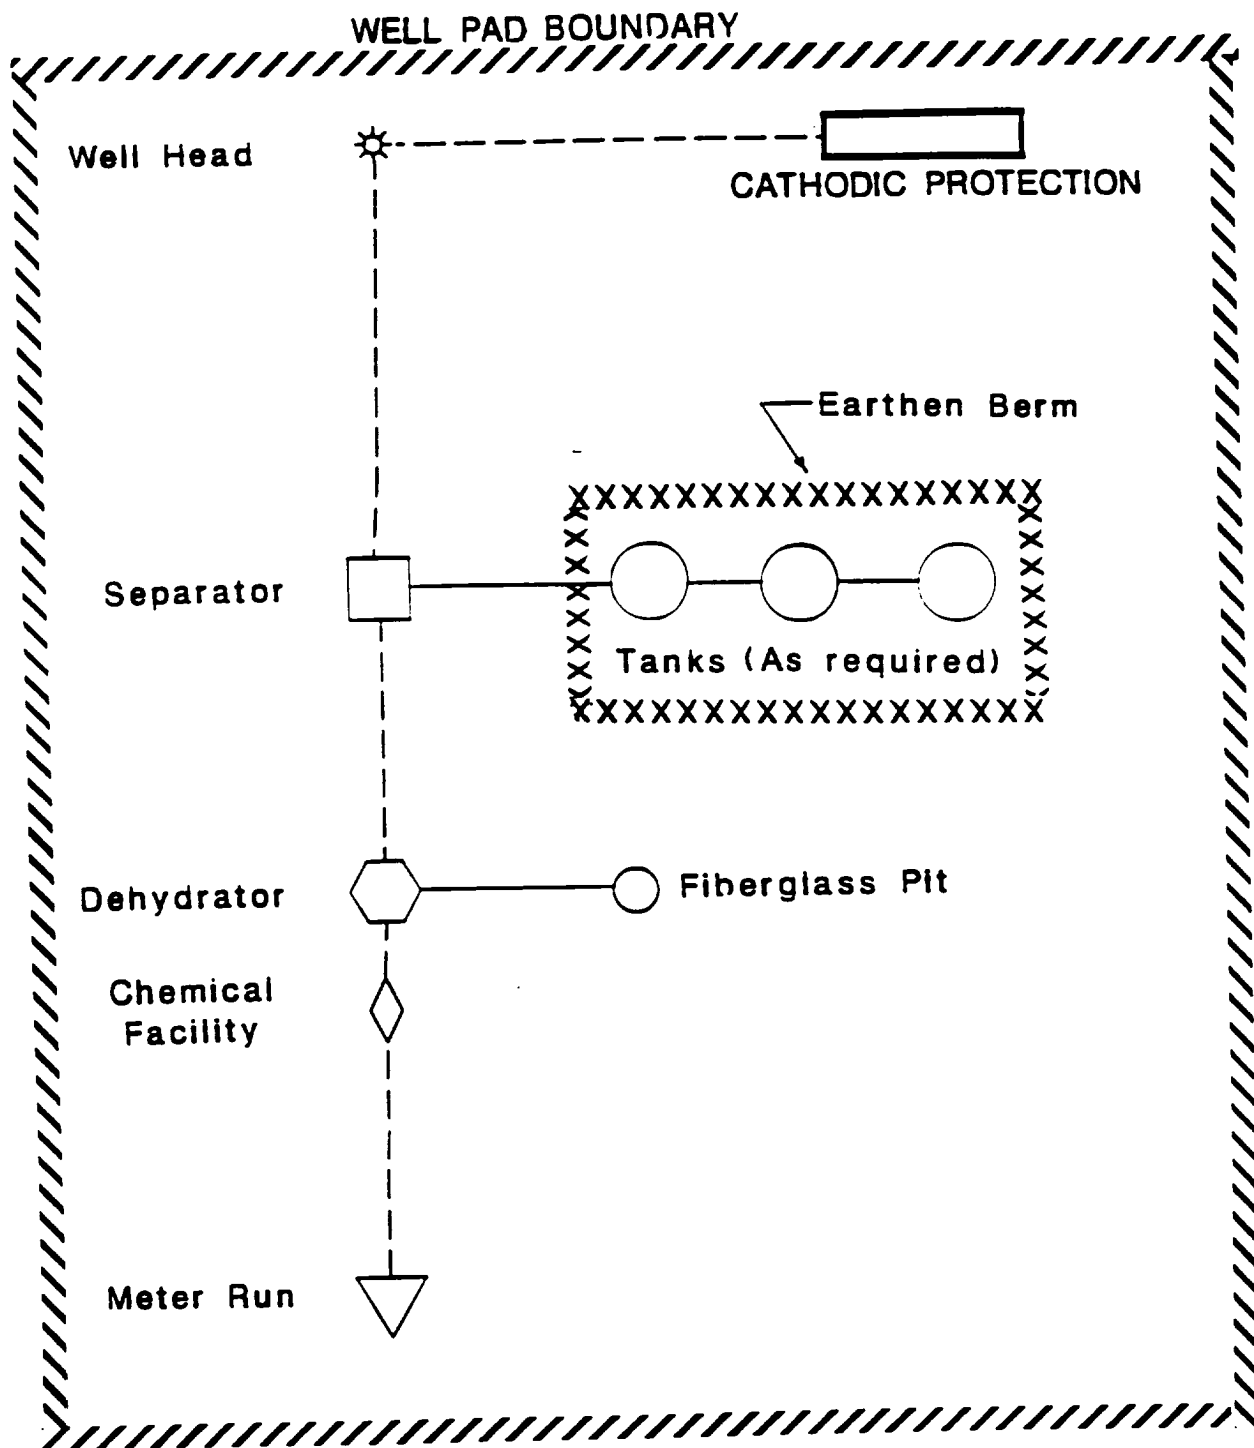 WELL PAD BOUNDARY
Well Head
CATHODIC PROTECTION
Earthen Berm
Separator
Tanks (As required)
Dehydrator
Fiberglass Pit
Chemical
Facility
Meter Run